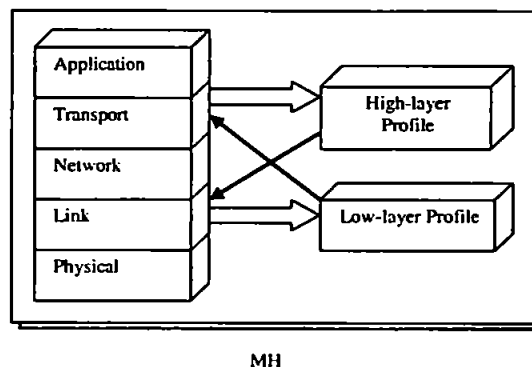 Application
Transport
Network
Link
Physical
High-layer
Profile
Low-layer Profile
MH